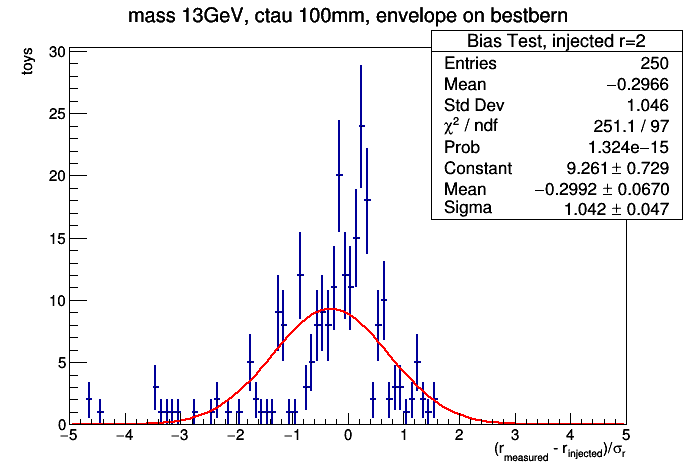 mass 13GeV, ctau 100mm, envelope on bestbern
toys
Bias Test, injected r=2
Entries 250
Mean −0.2966
Std Dev 1.046
χ² / ndf 251.1 / 97
Prob 1.324e−15
Constant 9.261 ± 0.729
Mean −0.2992 ± 0.0670
Sigma 1.042 ± 0.047
30
25
20
15
10
5
0
−5 −4 −3 −2 −1 0 1 2 3 4 5
(r_measured - r_injected)/σ_r